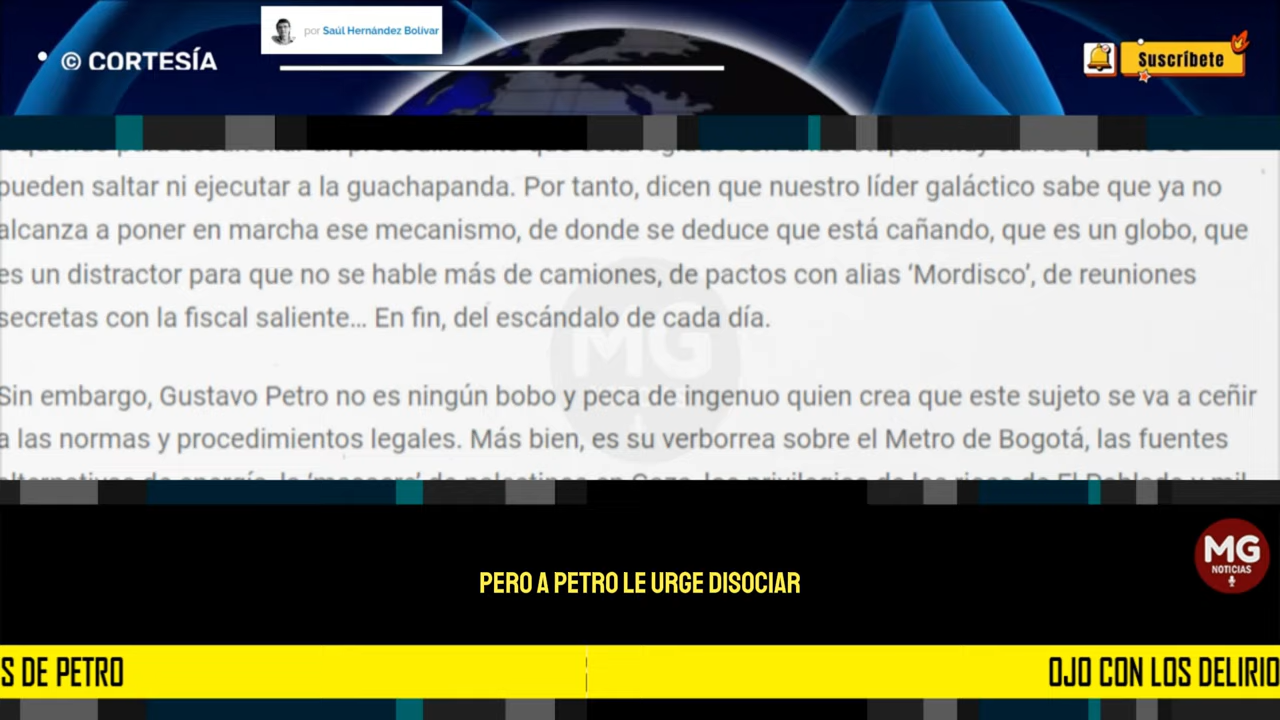 © CORTESÍA
por Saúl Hernández Bolívar
Suscríbete
pueden saltar ni ejecutar a la guachapanda. Por tanto, dicen que nuestro líder galáctico sabe que ya no
alcanza a poner en marcha ese mecanismo, de donde se deduce que está cañando, que es un globo, que
es un distractor para que no se hable más de camiones, de pactos con alias ‘Mordisco’, de reuniones
secretas con la fiscal saliente… En fin, del escándalo de cada día.
Sin embargo, Gustavo Petro no es ningún bobo y peca de ingenuo quien crea que este sujeto se va a ceñir
a las normas y procedimientos legales. Más bien, es su verborrea sobre el Metro de Bogotá, las fuentes
MG
MG
NOTICIAS
PERO A PETRO LE URGE DISOCIAR
S DE PETRO
OJO CON LOS DELIRIO